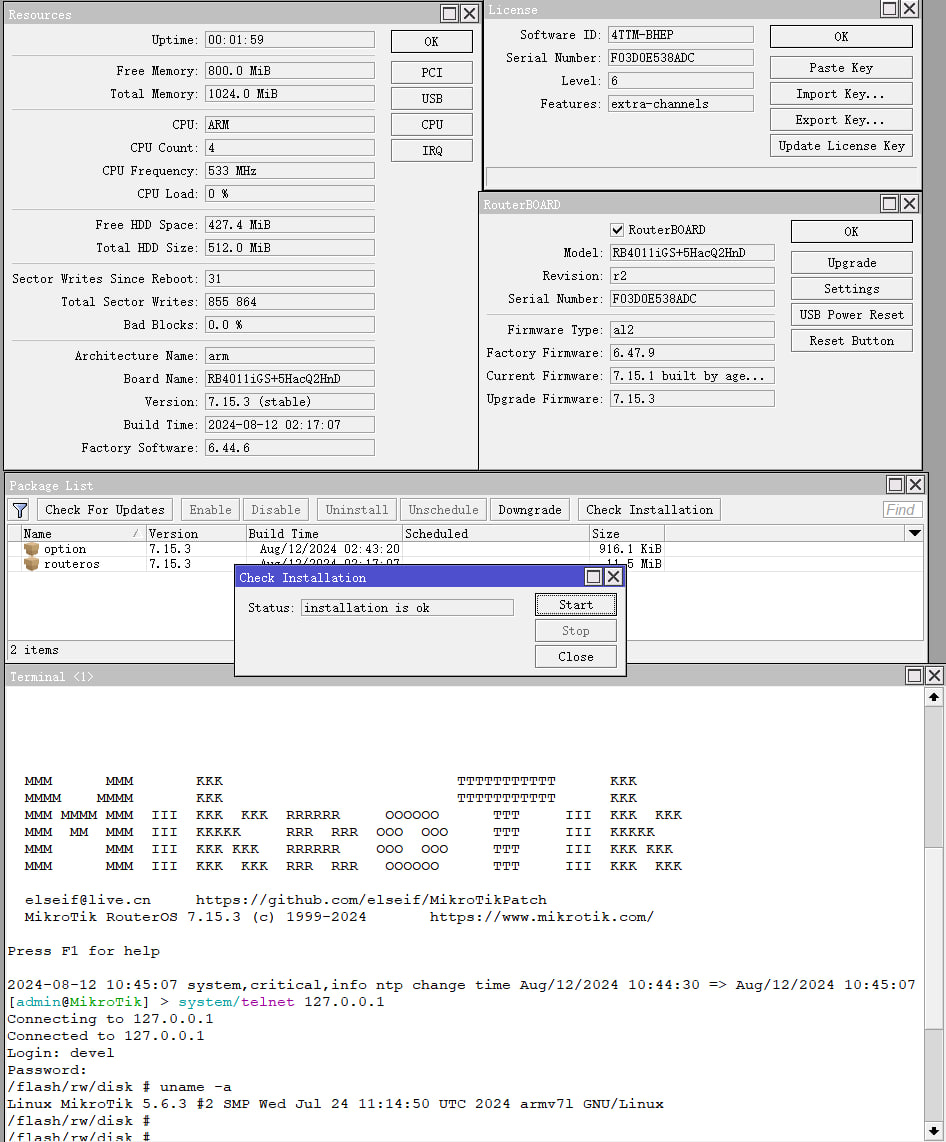 Resources
Uptime: 00:01:59
OK
Free Memory: 800.0 MiB
PCI
Total Memory: 1024.0 MiB
USB
CPU: ARM
CPU
CPU Count: 4
IRQ
CPU Frequency: 533 MHz
CPU Load: 0 %
Free HDD Space: 427.4 MiB
Total HDD Size: 512.0 MiB
Sector Writes Since Reboot: 31
Total Sector Writes: 855 864
Bad Blocks: 0.0 %
Architecture Name: arm
Board Name: RB4011iGS+5HacQ2HnD
Version: 7.15.3 (stable)
Build Time: 2024-08-12 02:17:07
Factory Software: 6.44.6
License
Software ID: 4TTM-BHEP
OK
Serial Number: F03D0E538ADC
Paste Key
Level: 6
Import Key...
Features: extra-channels
Export Key...
Update License Key
RouterBOARD
RouterBOARD
OK
Model: RB4011iGS+5HacQ2HnD
Upgrade
Revision: r2
Settings
Serial Number: F03D0E538ADC
USB Power Reset
Firmware Type: al2
Reset Button
Factory Firmware: 6.47.9
Current Firmware: 7.15.1 built by age...
Upgrade Firmware: 7.15.3
Package List
Check For Updates Enable Disable Uninstall Unschedule Downgrade Check Installation Find
Name / Version Build Time Scheduled Size
option 7.15.3 Aug/12/2024 02:43:20 916.1 KiB
routeros 7.15.3 Aug/12/2024 02:17:07 11.5 MiB
2 items
Check Installation
Status: installation is ok
Start
Stop
Close
Terminal <1>
MMM      MMM       KKK                          TTTTTTTTTTT      KKK
MMMM    MMMM       KKK                          TTTTTTTTTTT      KKK
MMM MMMM MMM  III  KKK  KKK  RRRRRR     OOOOOO      TTT     III  KKK  KKK
MMM  MM  MMM  III  KKKKK     RRR  RRR  OOO  OOO     TTT     III  KKKKK
MMM      MMM  III  KKK KKK   RRRRRR    OOO  OOO     TTT     III  KKK KKK
MMM      MMM  III  KKK  KKK  RRR  RRR   OOOOOO      TTT     III  KKK  KKK
elseif@live.cn     https://github.com/elseif/MikroTikPatch
MikroTik RouterOS 7.15.3 (c) 1999-2024       https://www.mikrotik.com/
Press F1 for help
2024-08-12 10:45:07 system,critical,info ntp change time Aug/12/2024 10:44:30 => Aug/12/2024 10:45:07
[admin@MikroTik] > system/telnet 127.0.0.1
Connecting to 127.0.0.1
Connected to 127.0.0.1
Login: devel
Password:
/flash/rw/disk # uname -a
Linux MikroTik 5.6.3 #2 SMP Wed Jul 24 11:14:50 UTC 2024 armv7l GNU/Linux
/flash/rw/disk #
/flash/rw/disk #